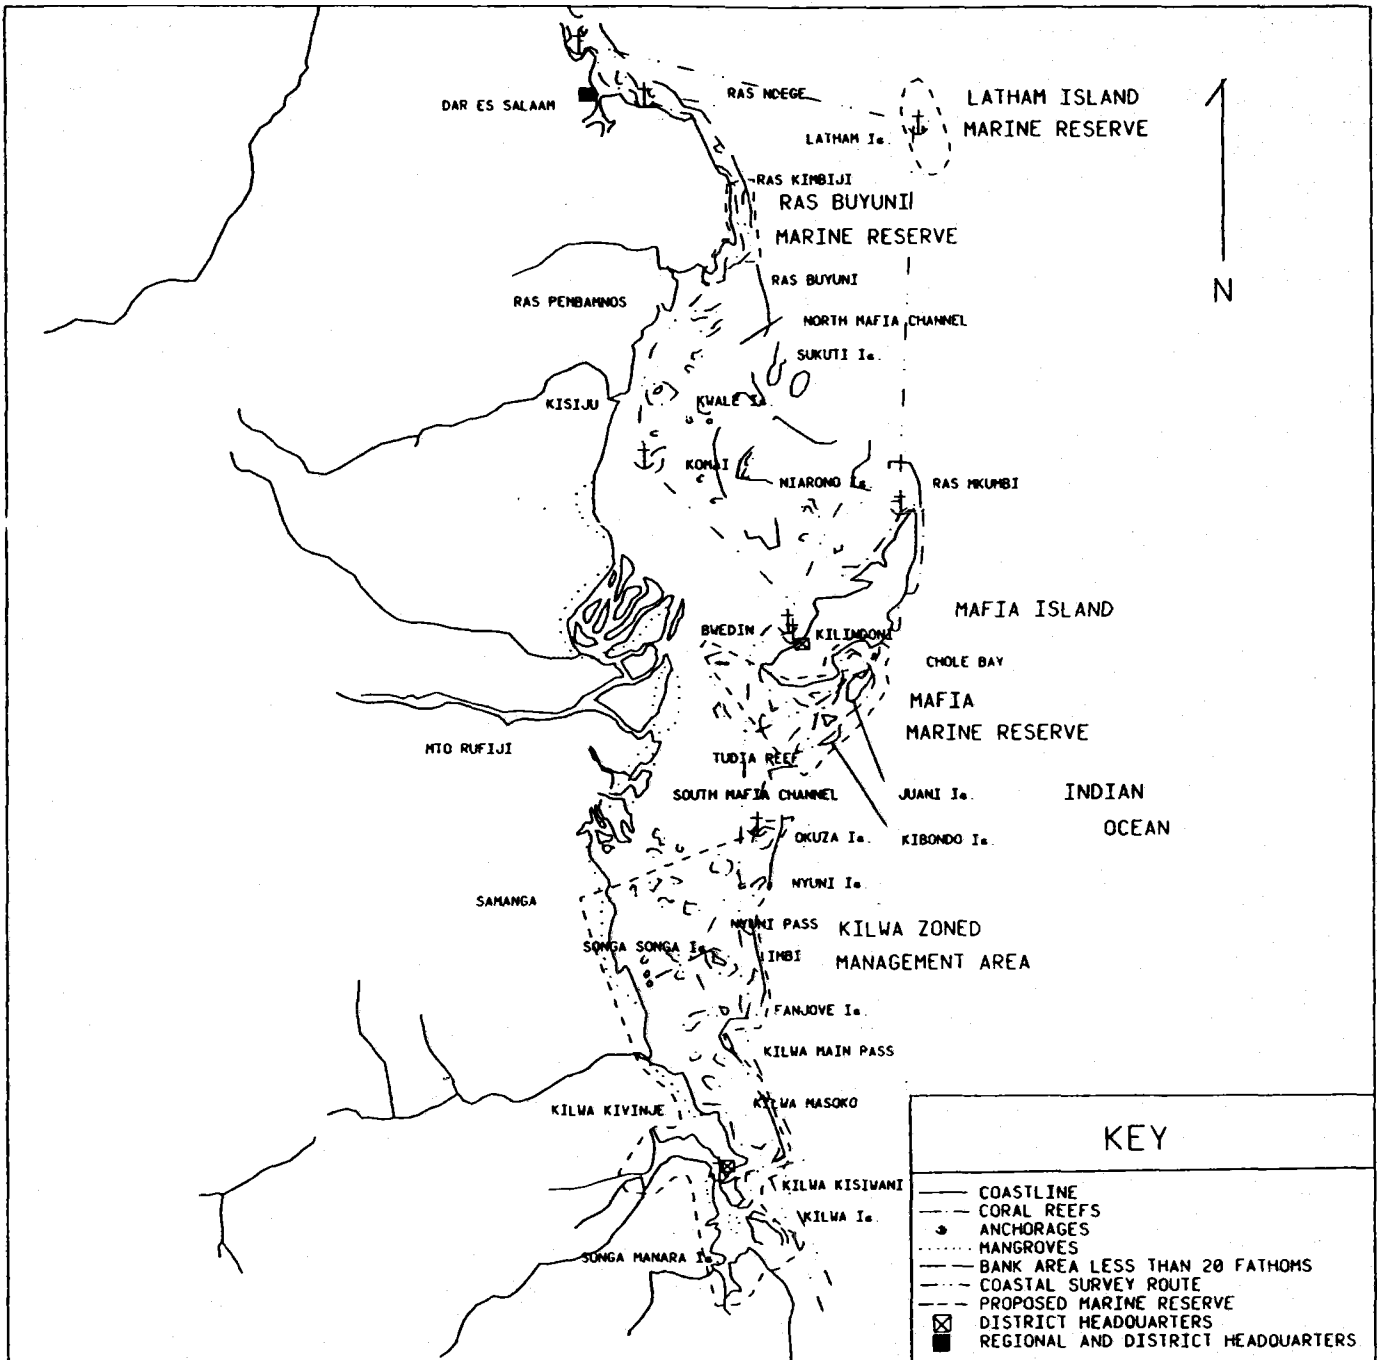 DAR ES SALAAM
RAS NDEGE
LATHAM ISLAND
MARINE RESERVE
LATHAM Is.
RAS KIMBIJI
RAS BUYUNI
MARINE RESERVE
RAS BUYUNI
N
RAS PEMBAMNOS
NORTH MAFIA CHANNEL
SUKUTI Is.
KISIJU
KWALE Is.
KOMAI
NIARONO Is.
RAS MKUMBI
MAFIA ISLAND
BWEDIN
KILINDONI
CHOLE BAY
MAFIA
MARINE RESERVE
MTO RUFIJI
TUDIA REEF
SOUTH MAFIA CHANNEL
JUANI Is.
INDIAN
OCEAN
OKUZA Is.
KIBONDO Is.
NYUNI Is.
SAMANGA
NYUNI PASS
KILWA ZONED
MANAGEMENT AREA
SONGA SONGA Is.
IMBI
FANJOVE Is.
KILWA MAIN PASS
KILWA KIVINJE
KILWA MASOKO
KILWA KISIWANI
KILWA Is.
SONGA MANARA Is.
KEY
COASTLINE
CORAL REEFS
ANCHORAGES
MANGROVES
BANK AREA LESS THAN 20 FATHOMS
COASTAL SURVEY ROUTE
PROPOSED MARINE RESERVE
DISTRICT HEADQUARTERS
REGIONAL AND DISTRICT HEADQUARTERS